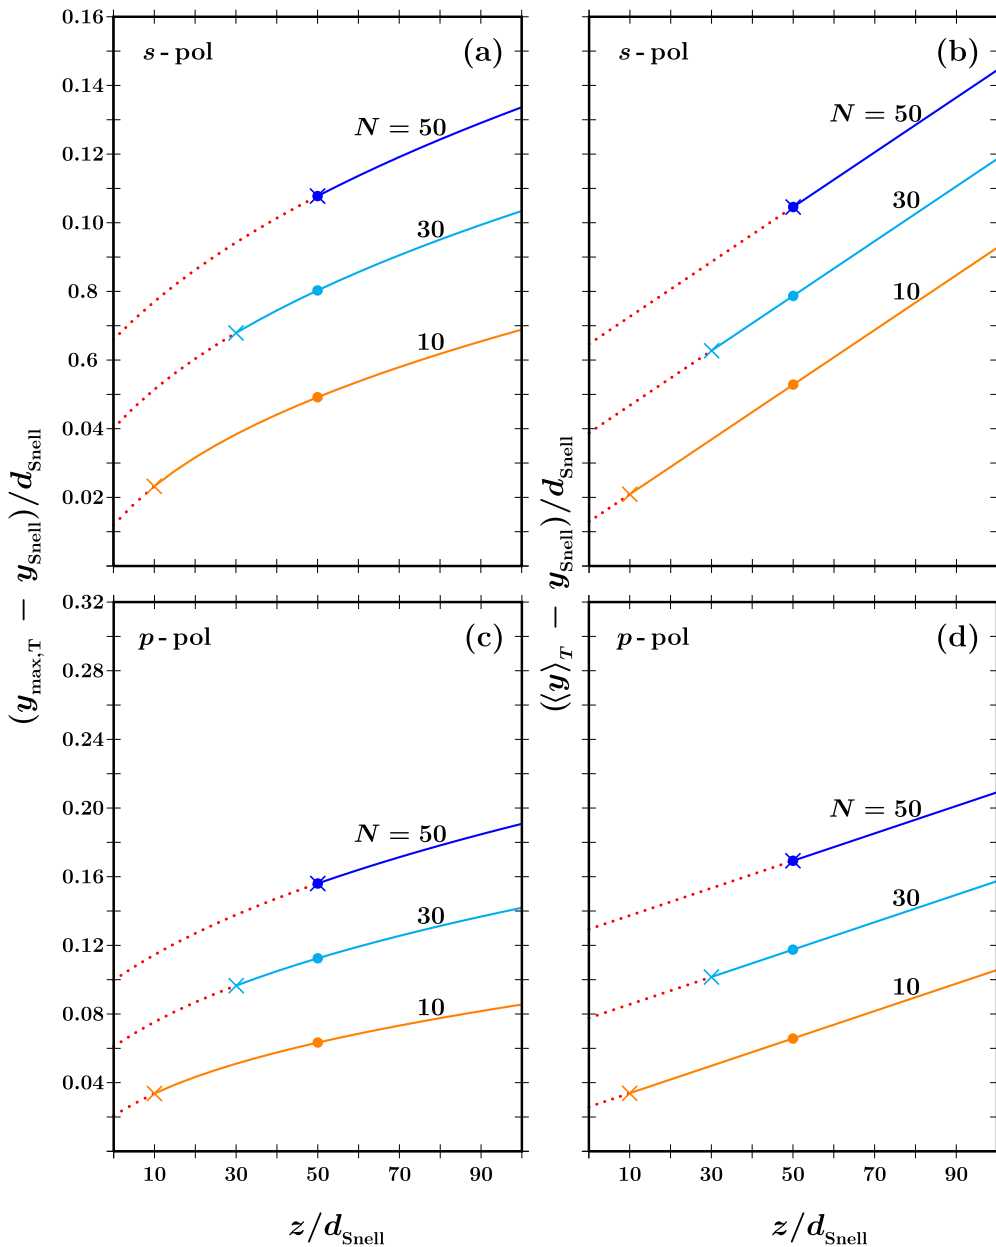 0.16
0.14
0.12
0.10
0.8
0.6
0.04
0.02
s - pol
(a)
N = 50
30
10
s - pol
(b)
N = 50
30
10
(y_max,T − y_Snell)/d_Snell
(⟨y⟩_T − y_Snell)/d_Snell
0.32
0.28
0.24
0.20
0.16
0.12
0.08
0.04
p - pol
(c)
N = 50
30
10
p - pol
(d)
N = 50
30
10
10 30 50 70 90
10 30 50 70 90
z/d_Snell
z/d_Snell